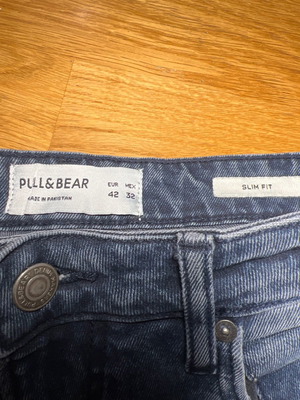 PULL&BEAR
EUR MEX
42 32
MADE IN PAKISTAN
SLIM FIT